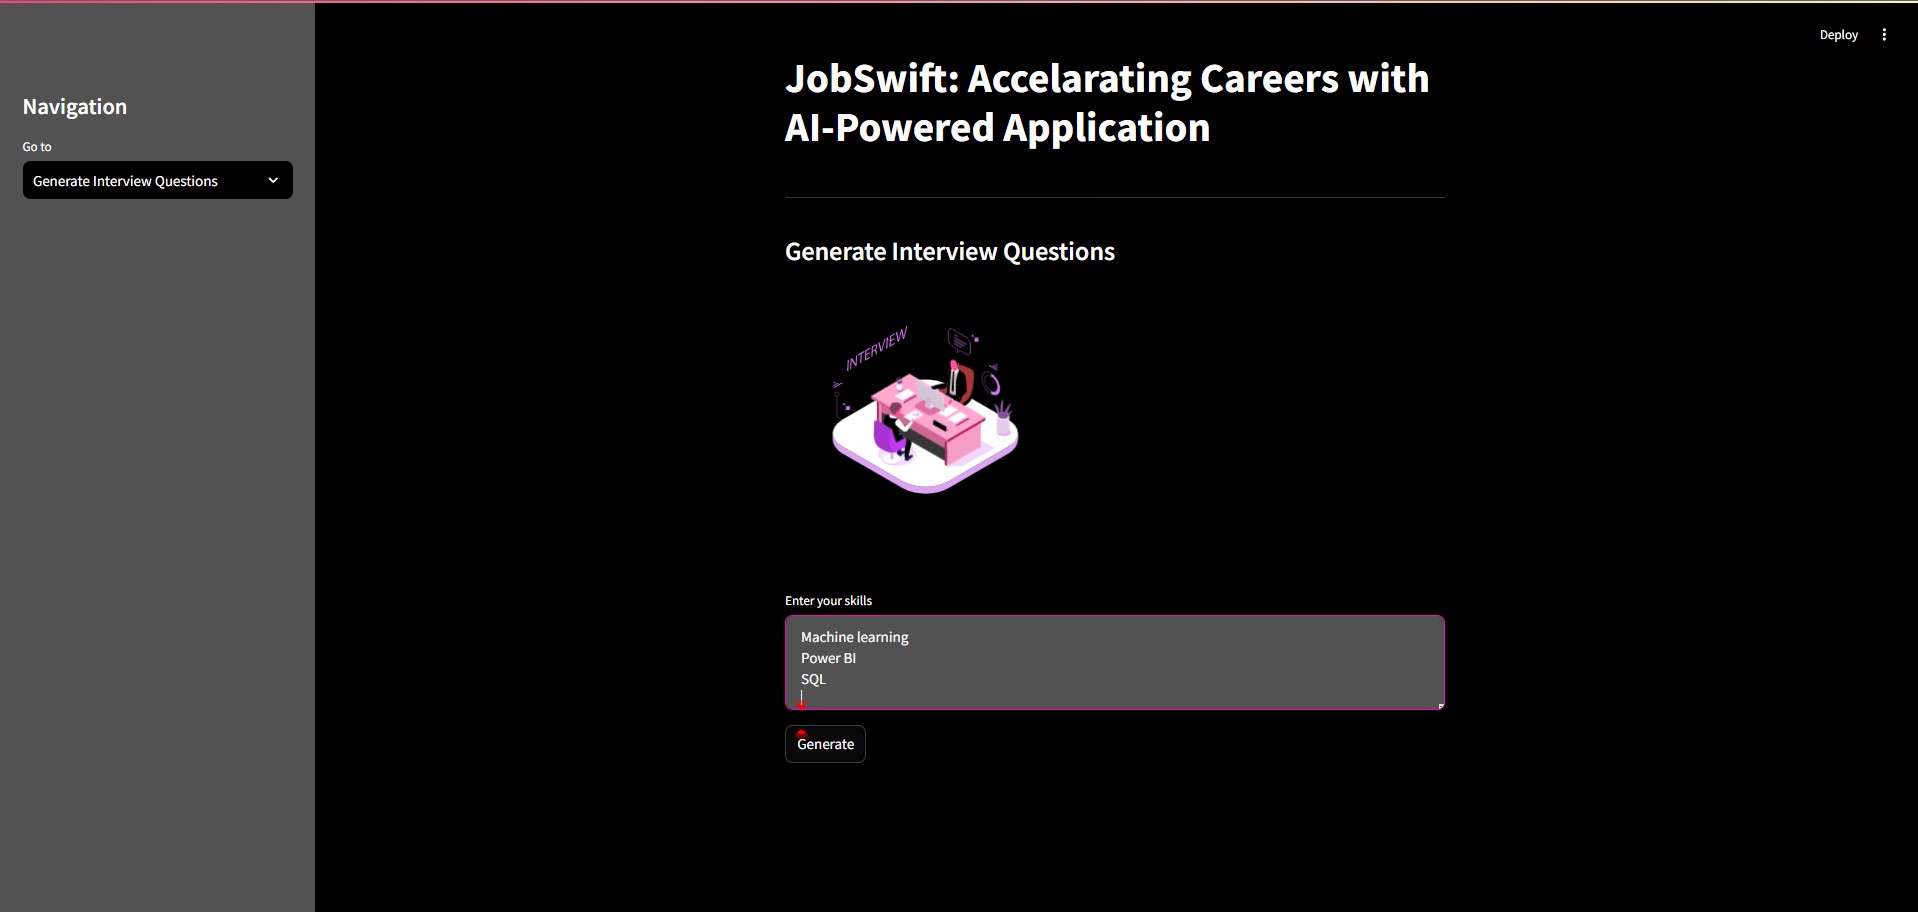 Deploy
Navigation
Go to
Generate Interview Questions
JobSwift: Accelarating Careers with
AI-Powered Application
Generate Interview Questions
INTERVIEW
Enter your skills
Machine learning
Power BI
SQL
Generate